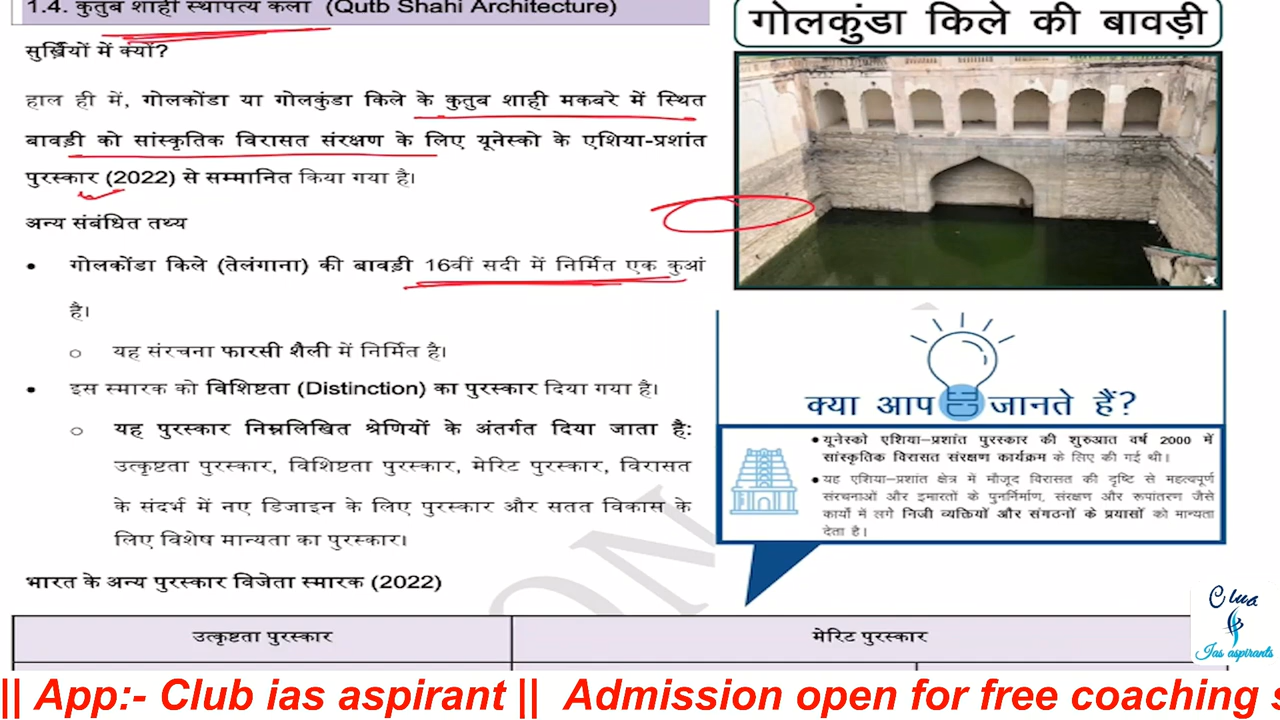 1.4. कुतुब शाही स्थापत्य कला (Qutb Shahi Architecture)
सुर्ख़ियों में क्यों?
हाल ही में, गोलकोंडा या गोलकुंडा किले के कुतुब शाही मकबरे में स्थित
बावड़ी को सांस्कृतिक विरासत संरक्षण के लिए यूनेस्को के एशिया-प्रशांत
पुरस्कार (2022) से सम्मानित किया गया है।
अन्य संबंधित तथ्य
• गोलकोंडा किले (तेलंगाना) की बावड़ी 16वीं सदी में निर्मित एक कुआं
है।
o यह संरचना फारसी शैली में निर्मित है।
• इस स्मारक को विशिष्टता (Distinction) का पुरस्कार दिया गया है।
o यह पुरस्कार निम्नलिखित श्रेणियों के अंतर्गत दिया जाता है:
उत्कृष्टता पुरस्कार, विशिष्टता पुरस्कार, मेरिट पुरस्कार, विरासत
के संदर्भ में नए डिजाइन के लिए पुरस्कार और सतत विकास के
लिए विशेष मान्यता का पुरस्कार।
भारत के अन्य पुरस्कार विजेता स्मारक (2022)
उत्कृष्टता पुरस्कार
मेरिट पुरस्कार
गोलकुंडा किले की बावड़ी
क्या आप जानते हैं?
•यूनेस्को एशिया–प्रशांत पुरस्कार की शुरुआत वर्ष 2000 में
सांस्कृतिक विरासत संरक्षण कार्यक्रम के लिए की गई थी।
•यह एशिया–प्रशांत क्षेत्र में मौजूद विरासत की दृष्टि से महत्वपूर्ण
संरचनाओं और इमारतों के पुनर्निर्माण, संरक्षण और रूपांतरण जैसे
कार्यों में लगे निजी व्यक्तियों और संगठनों के प्रयासों को मान्यता
देता है।
Club
Ias aspirants
|| App:- Club ias aspirant || Admission open for free coaching s